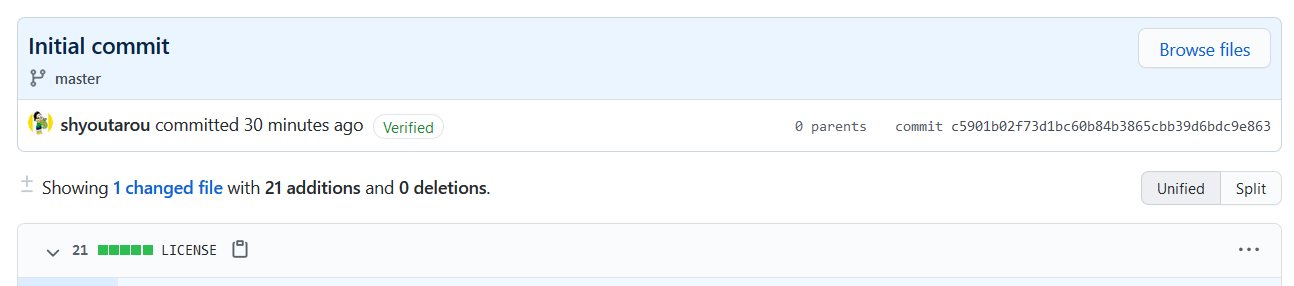 Initial commit
Browse files
master
shyoutarou committed 30 minutes ago Verified
0 parents commit c5901b02f73d1bc60b84b3865cbb39d6bdc9e863
Showing 1 changed file with 21 additions and 0 deletions.
Unified Split
21 LICENSE